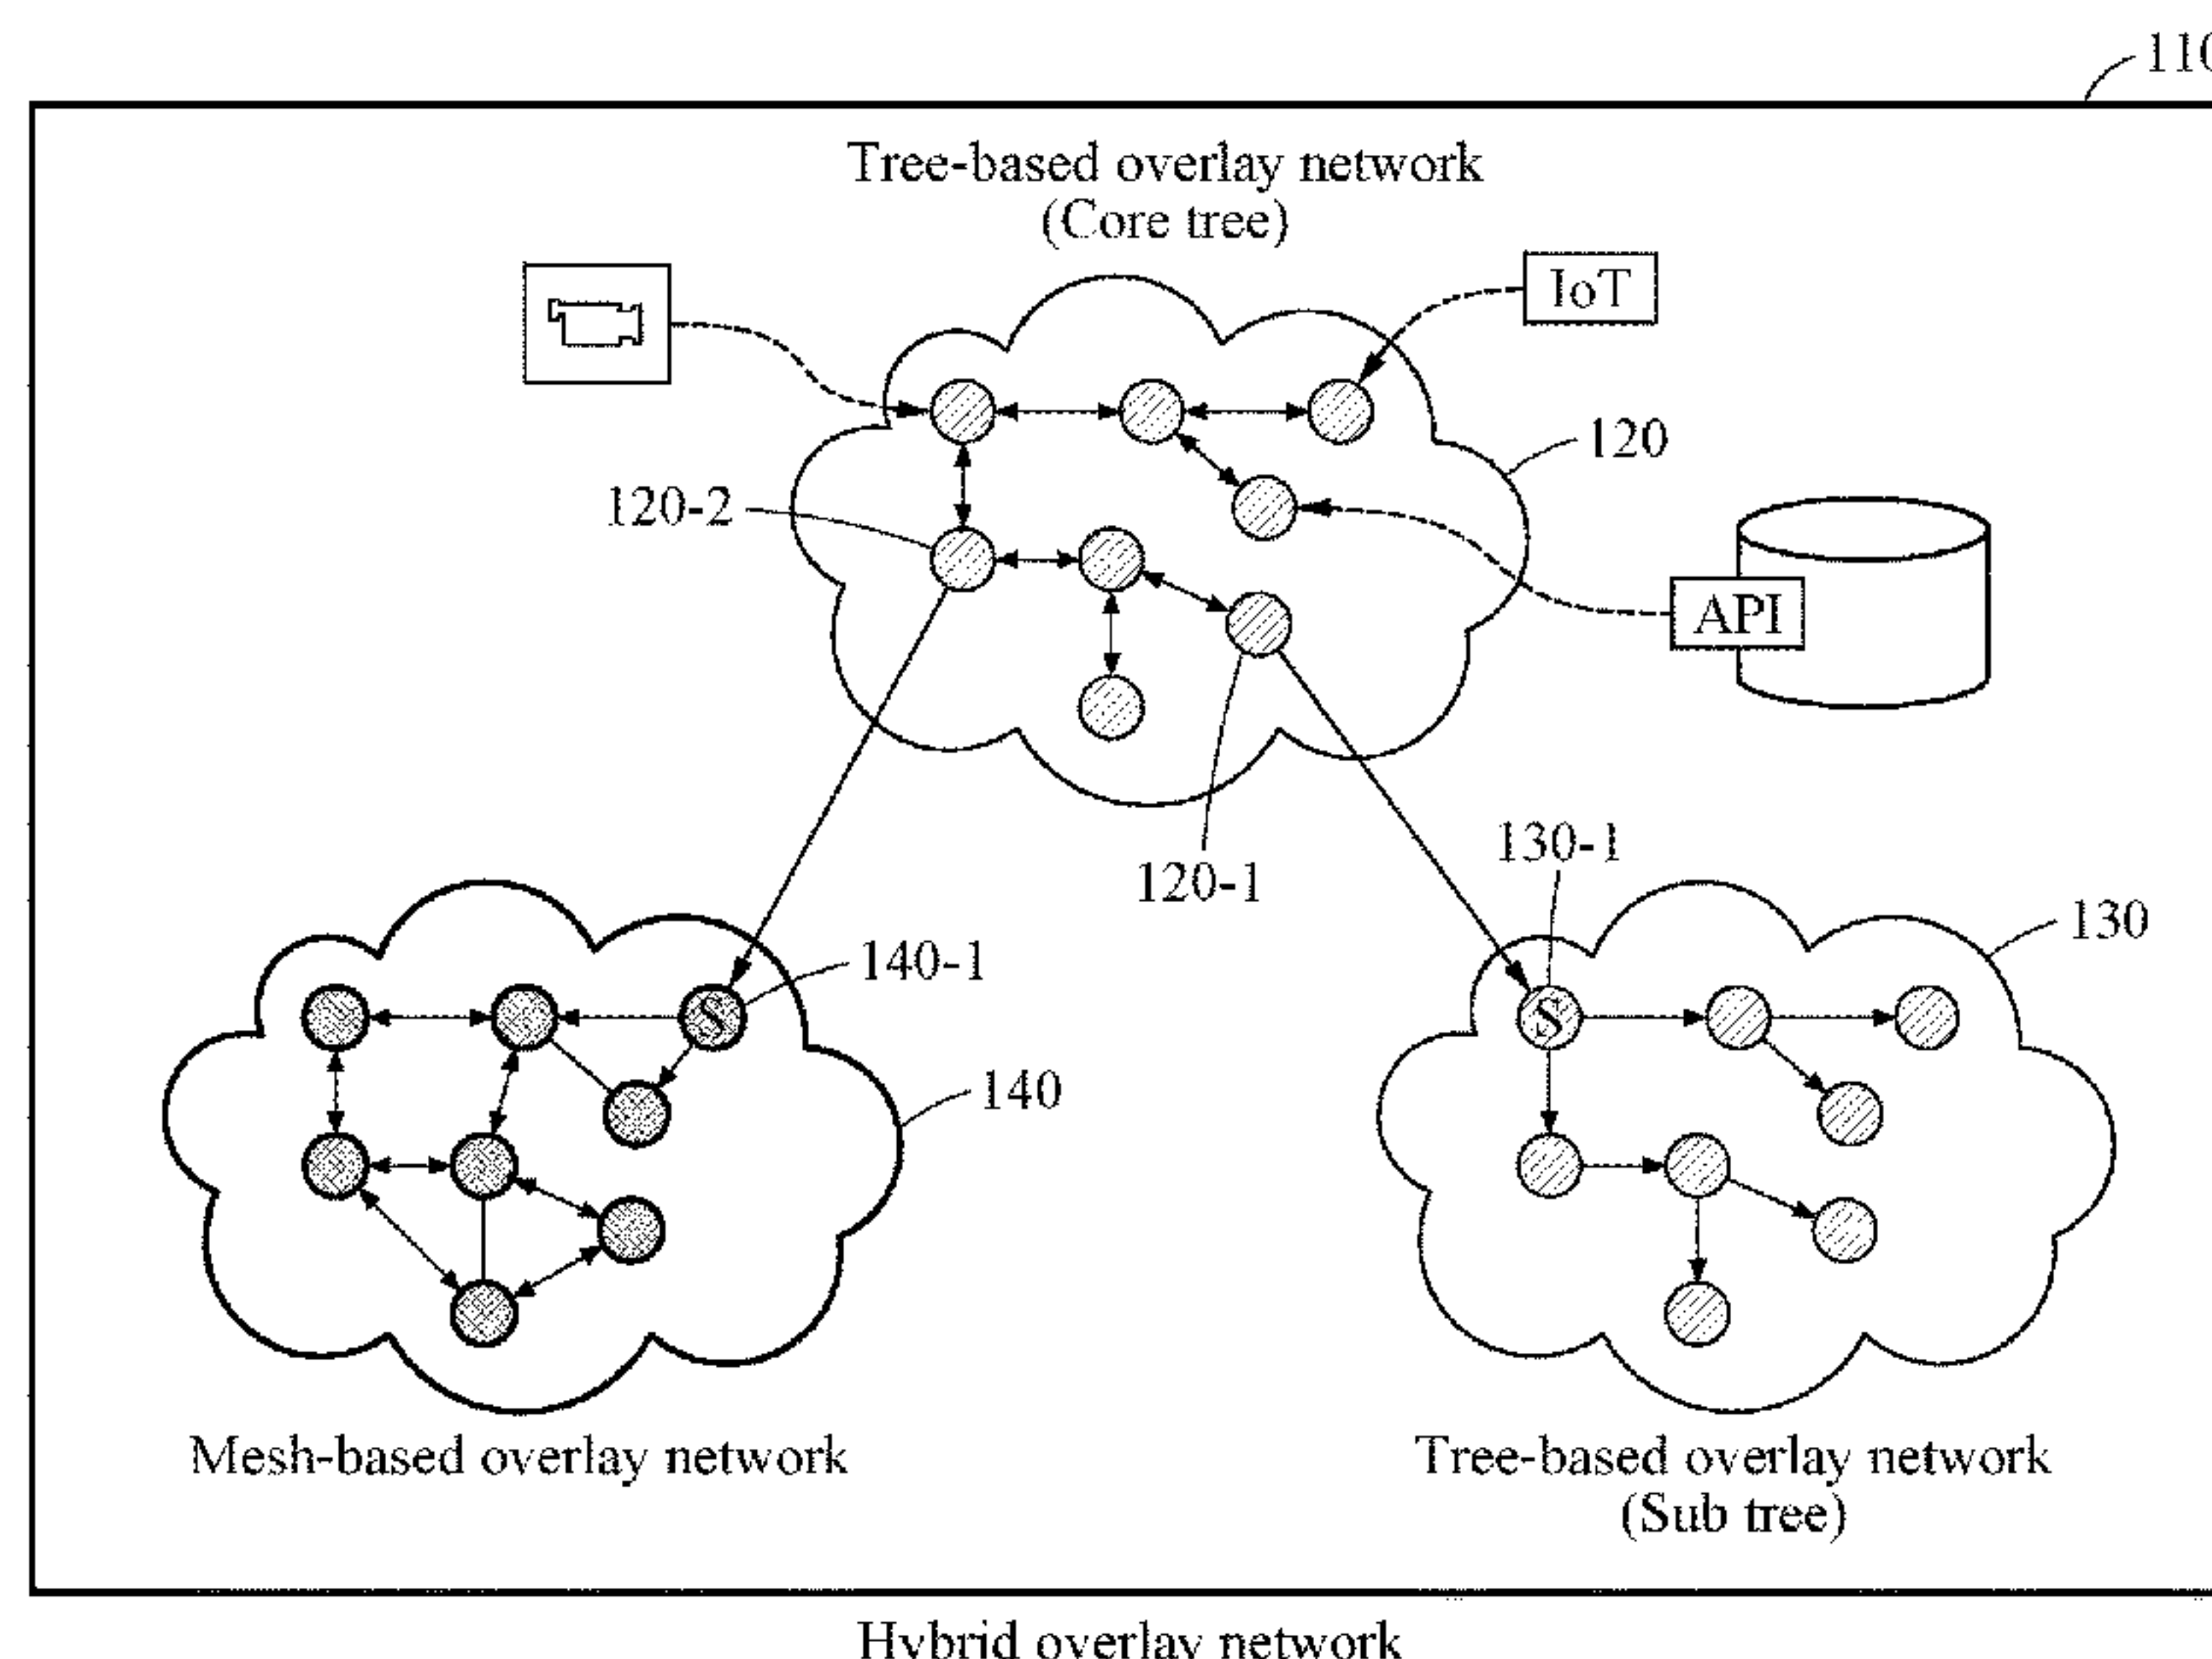 110
Tree-based overlay network
(Core tree)
IoT
120
120-2
API
120-1
130-1
130
140-1
S
S
140
Mesh-based overlay network
Tree-based overlay network
(Sub tree)
Hybrid overlay network